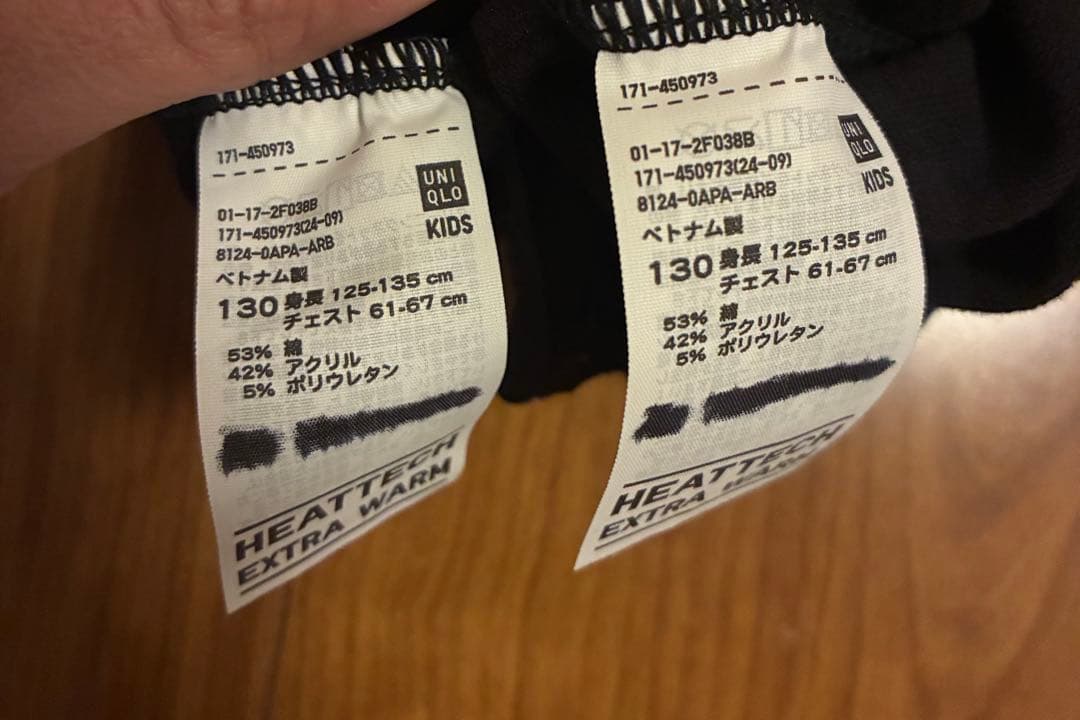 171-450973
UNI
QLO
KIDS
01-17-2F038B
171-450973(24-09)
8124-0APA-ARB
ベトナム製
130 身長 125-135 cm
チェスト 61-67 cm
53% 綿
42% アクリル
5% ポリウレタン
HEATTECH
EXTRA WARM
171-450973
UNI
QLO
KIDS
01-17-2F038B
171-450973(24-09)
8124-0APA-ARB
ベトナム製
130 身長 125-135 cm
チェスト 61-67 cm
53% 綿
42% アクリル
5% ポリウレタン
HEATTECH
EXTRA WARM